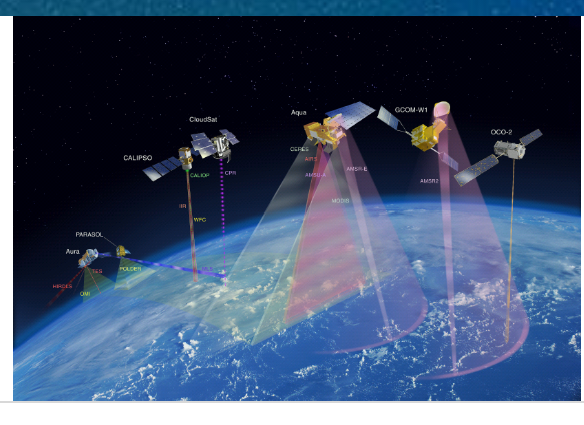 Aqua
GCOM-W1
CloudSat
OCO-2
CERES
CALIPSO
AIRS
AMSR-E
CALIOP
CPR
AMSU-A
AMSR2
IIR
MODIS
WFC
PARASOL
Aura
POLDER
TES
HIRDLS
OMI